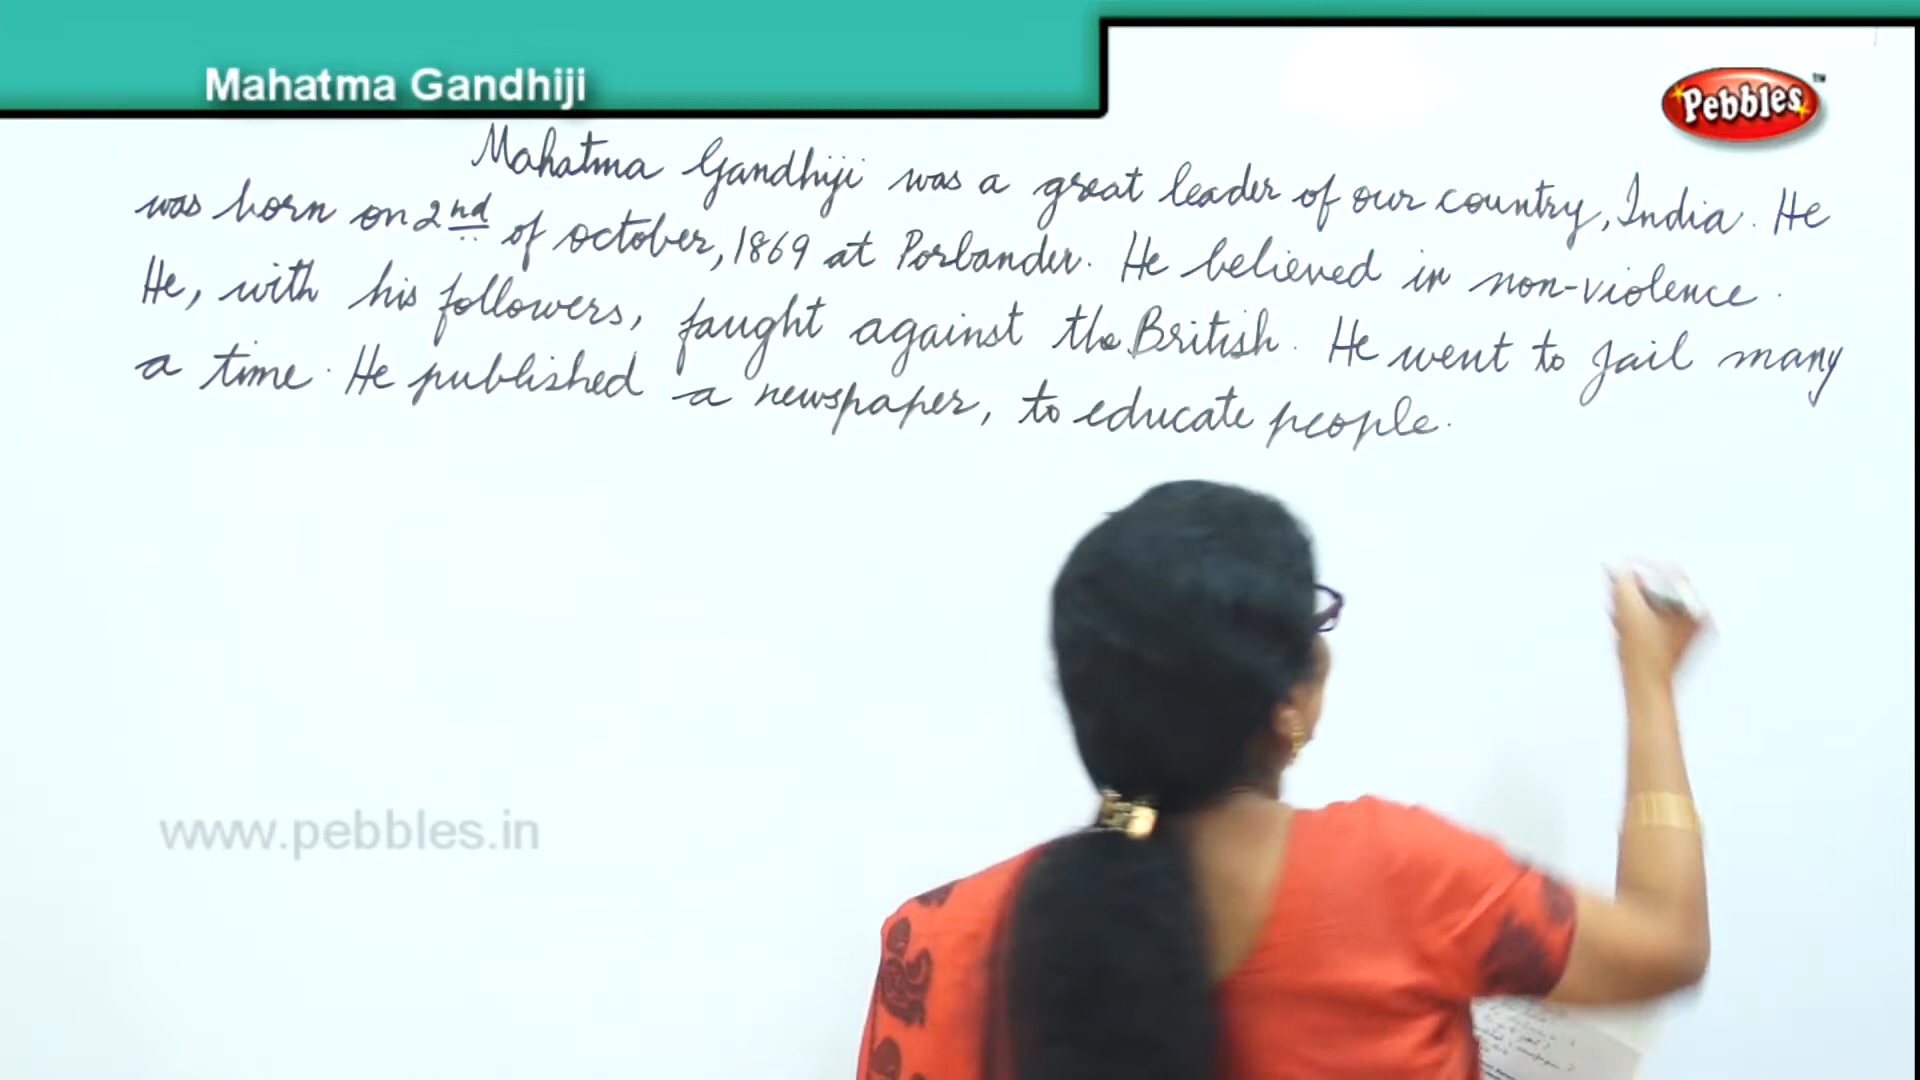 Mahatma Gandhiji
Pebbles™
Mahatma Gandhiji was a great leader of our country, India. He
was born on 2nd of october, 1869 at Porbander. He believed in non-violence.
He, with his followers, faught against the British. He went to jail many
a time. He published a newspaper, to educate people.
www.pebbles.in